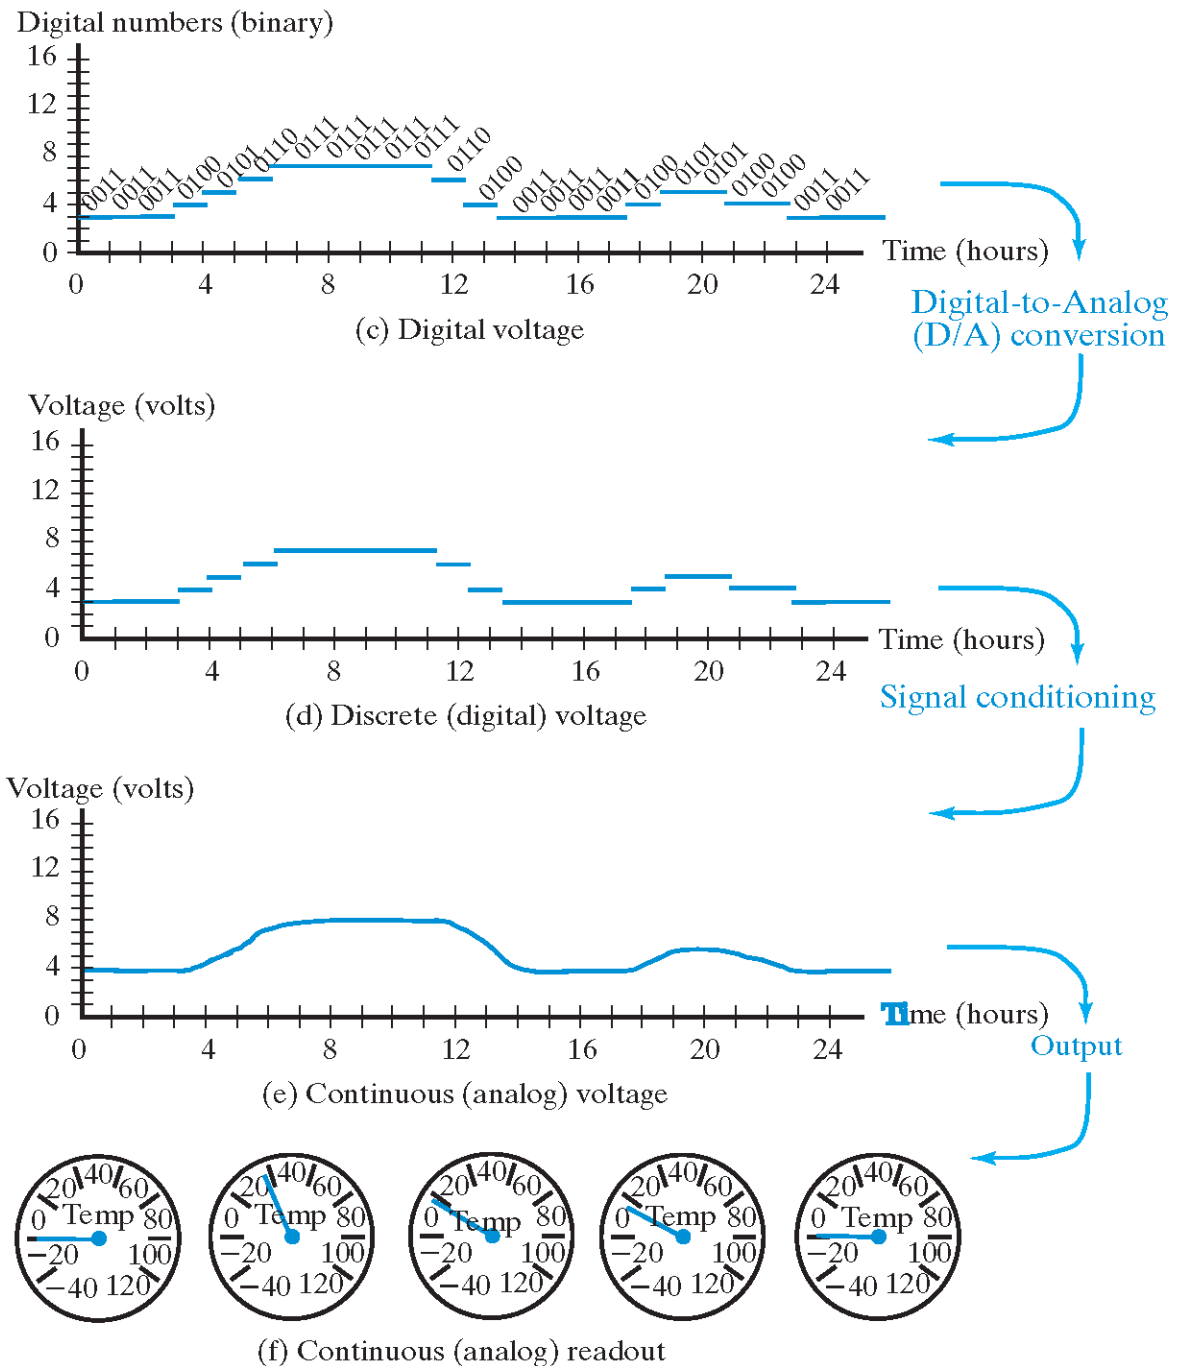 Digital numbers (binary)
16
12
8
4
0
0011 0011 0011 0100 0101 0110 0111 0111 0111 0111 0111 0110 0100 0011 0011 0011 0011 0100 0101 0101 0100 0100 0011 0011
Time (hours)
0 4 8 12 16 20 24
(c) Digital voltage
Digital-to-Analog
(D/A) conversion
Voltage (volts)
16
12
8
4
0
Time (hours)
0 4 8 12 16 20 24
(d) Discrete (digital) voltage
Signal conditioning
Voltage (volts)
16
12
8
4
0
Time (hours)
0 4 8 12 16 20 24
Output
(e) Continuous (analog) voltage
−40 −20 0 20 40 60 80 100 120 Temp
−40 −20 0 20 40 60 80 100 120 Temp
−40 −20 0 20 40 60 80 100 120 Temp
−40 −20 0 20 40 60 80 100 120 Temp
−40 −20 0 20 40 60 80 100 120 Temp
(f) Continuous (analog) readout